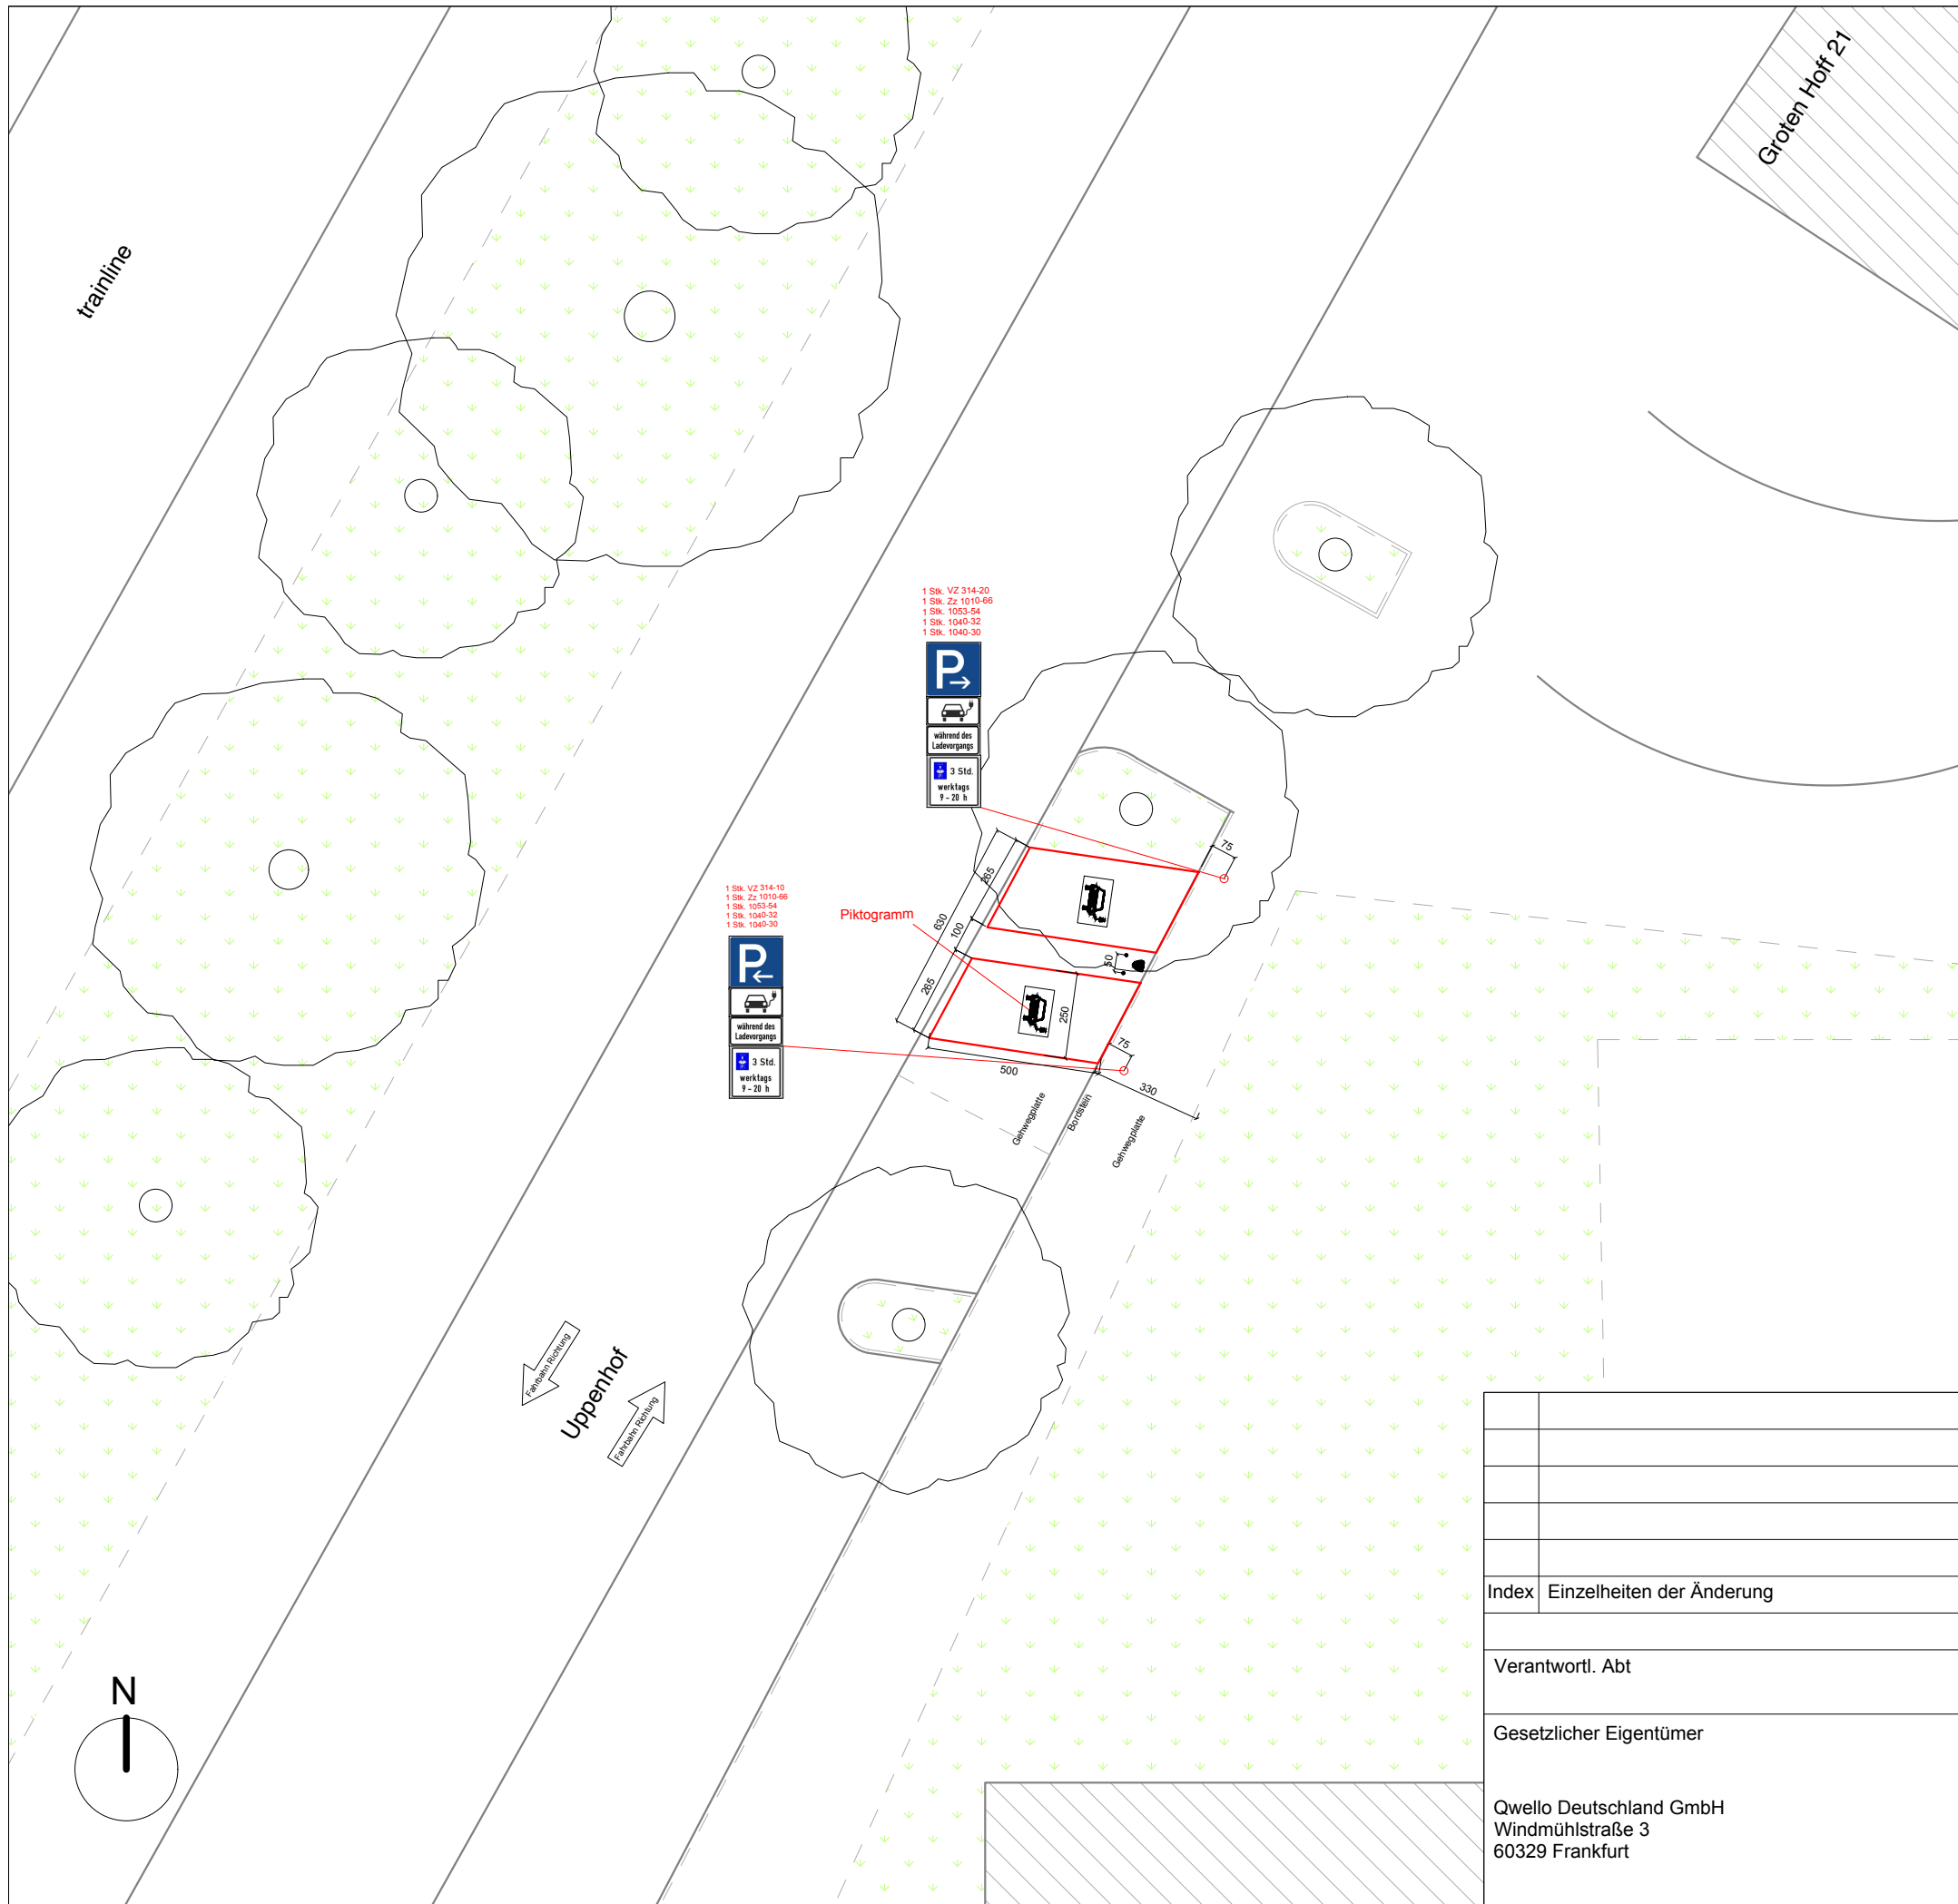 Groten Hoff 21
trainline
1 Stk. VZ 314-20
1 Stk. Zz 1010-66
1 Stk. 1053-54
1 Stk. 1040-32
1 Stk. 1040-30
P
während des
Ladevorgangs
3 Std.
werktags
9 - 20 h
75
265
630
100
265
50
250
75
500
330
1 Stk. VZ 314-10
1 Stk. Zz 1010-66
1 Stk. 1053-54
1 Stk. 1040-32
1 Stk. 1040-30
Piktogramm
P
während des
Ladevorgangs
3 Std.
werktags
9 - 20 h
Gehwegplatte
Bordstein
Gehwegplatte
Fahrbahn Richtung
Uppenhof
Fahrbahn Richtung
N
Index Einzelheiten der Änderung
Verantwortl. Abt
Gesetzlicher Eigentümer
Qwello Deutschland GmbH
Windmühlstraße 3
60329 Frankfurt